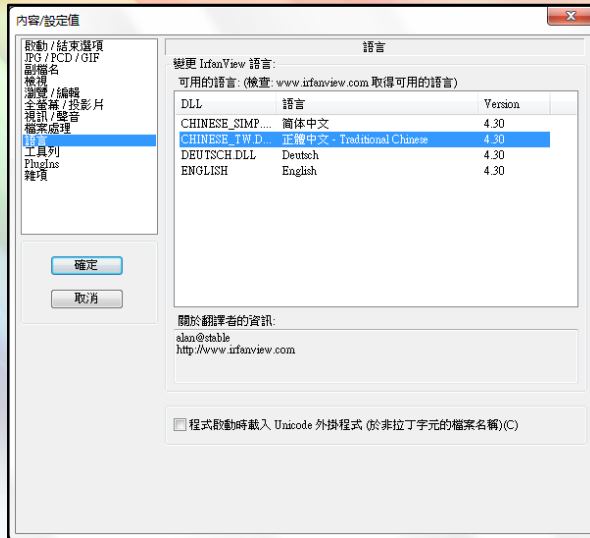 內容/設定值
啟動 / 結束選項
JPG / PCD / GIF
副檔名
檢視
瀏覽 / 編輯
全螢幕 / 投影片
視訊 / 聲音
檔案處理
語言
工具列
PlugIns
雜項
確定
取消
語言
變更 IrfanView 語言:
可用的語言: (檢查: www.irfanview.com 取得可用的語言)
DLL 語言 Version
CHINESE_SIMP... 简体中文 4.30
CHINESE_TW.D... 正體中文 - Traditional Chinese 4.30
DEUTSCH.DLL Deutsch 4.30
ENGLISH English 4.30
關於翻譯者的資訊:
alan@stable
http://www.irfanview.com
程式啟動時載入 Unicode 外掛程式 (於非拉丁字元的檔案名稱)(C)